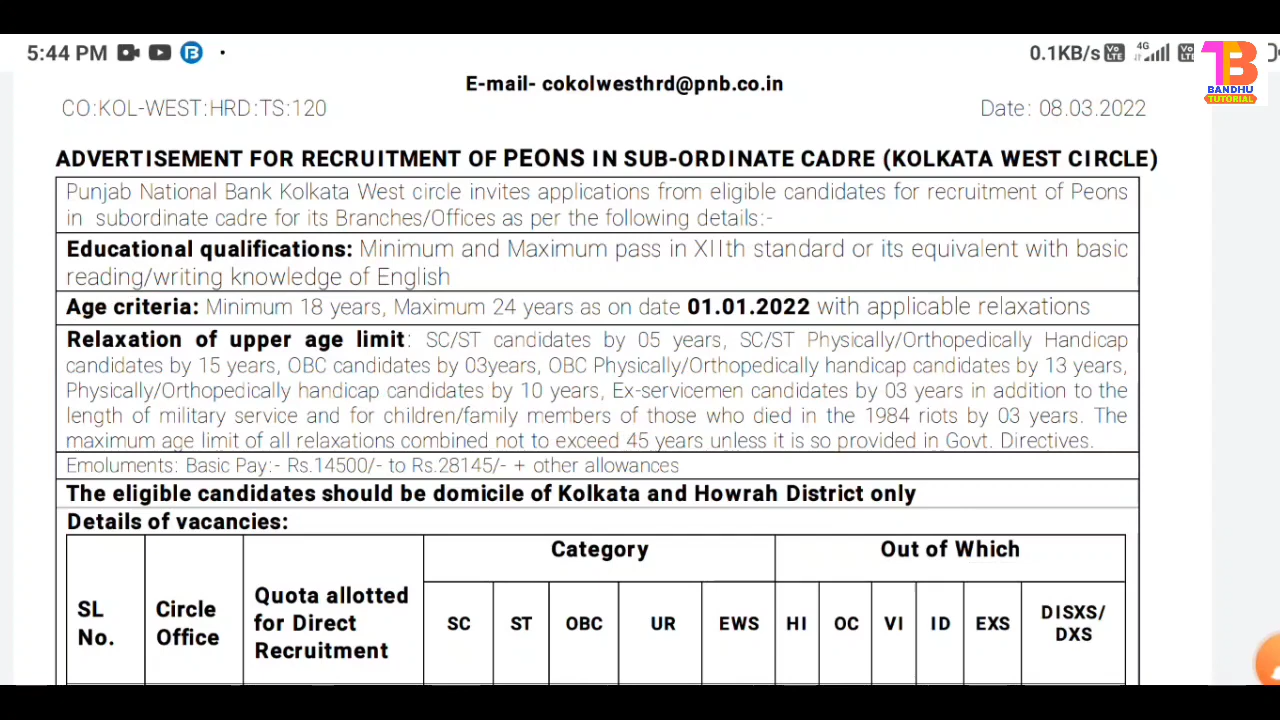 5:44 PM
0.1KB/s Vo LTE 4G Vo LTE
BANDHU
TUTORIAL
E-mail- cokolwesthrd@pnb.co.in
CO:KOL-WEST:HRD:TS:120 Date: 08.03.2022
ADVERTISEMENT FOR RECRUITMENT OF PEONS IN SUB-ORDINATE CADRE (KOLKATA WEST CIRCLE)
Punjab National Bank Kolkata West circle invites applications from eligible candidates for recruitment of Peons
in subordinate cadre for its Branches/Offices as per the following details:-
Educational qualifications: Minimum and Maximum pass in XIIth standard or its equivalent with basic
reading/writing knowledge of English
Age criteria: Minimum 18 years, Maximum 24 years as on date 01.01.2022 with applicable relaxations
Relaxation of upper age limit: SC/ST candidates by 05 years, SC/ST Physically/Orthopedically Handicap
candidates by 15 years, OBC candidates by 03years, OBC Physically/Orthopedically handicap candidates by 13 years,
Physically/Orthopedically handicap candidates by 10 years, Ex-servicemen candidates by 03 years in addition to the
length of military service and for children/family members of those who died in the 1984 riots by 03 years. The
maximum age limit of all relaxations combined not to exceed 45 years unless it is so provided in Govt. Directives.
Emoluments: Basic Pay:- Rs.14500/- to Rs.28145/- + other allowances
The eligible candidates should be domicile of Kolkata and Howrah District only
Details of vacancies:
Category Out of Which
SL
No.
Circle
Office
Quota allotted
for Direct
Recruitment
SC ST OBC UR EWS HI OC VI ID EXS
DISXS/
DXS